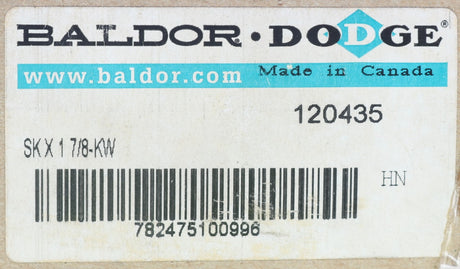 BALDOR · DODGE®
www.baldor.com Made in Canada
120435
SK X 1 7/8-KW
HN
782475100996